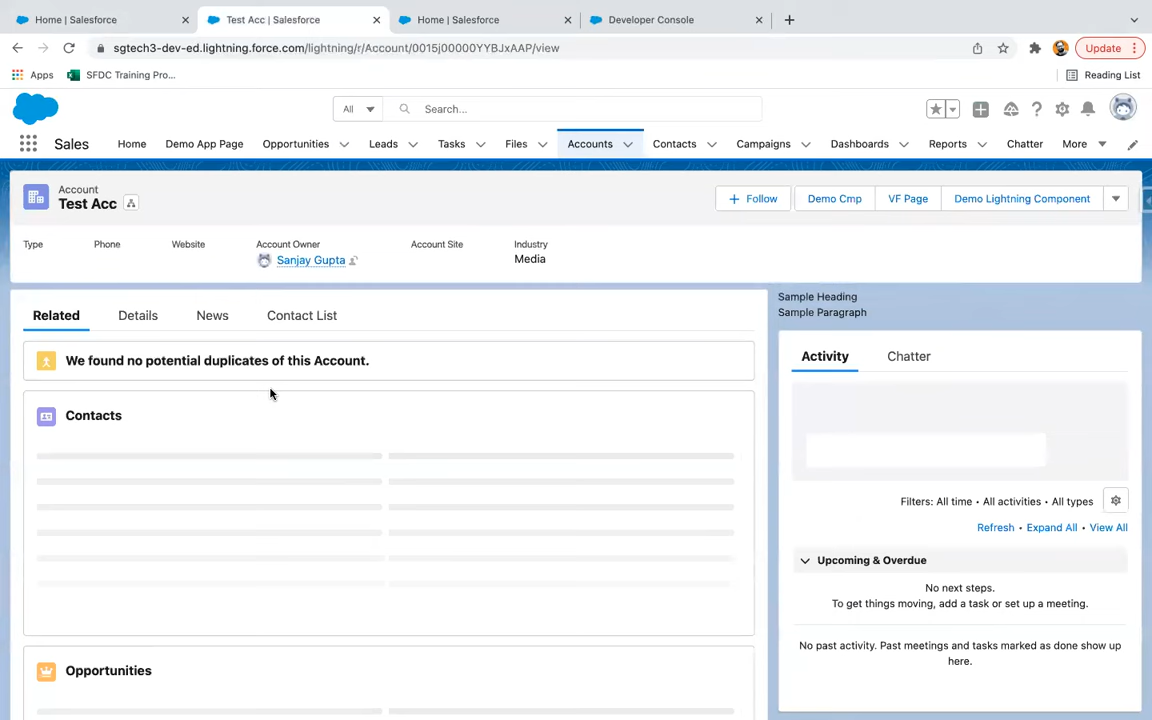 Home | Salesforce
Test Acc | Salesforce
Home | Salesforce
Developer Console
sgtech3-dev-ed.lightning.force.com/lightning/r/Account/0015j00000YYBJxAAP/view
Update
Apps
SFDC Training Pro...
Reading List
All
Search...
Sales
Home
Demo App Page
Opportunities
Leads
Tasks
Files
Accounts
Contacts
Campaigns
Dashboards
Reports
Chatter
More
Account
Test Acc
Follow
Demo Cmp
VF Page
Demo Lightning Component
Type
Phone
Website
Account Owner
Account Site
Industry
Sanjay Gupta
Media
Related
Details
News
Contact List
We found no potential duplicates of this Account.
Contacts
Opportunities
Sample Heading
Sample Paragraph
Activity
Chatter
Filters: All time • All activities • All types
Refresh • Expand All • View All
Upcoming & Overdue
No next steps.
To get things moving, add a task or set up a meeting.
No past activity. Past meetings and tasks marked as done show up
here.